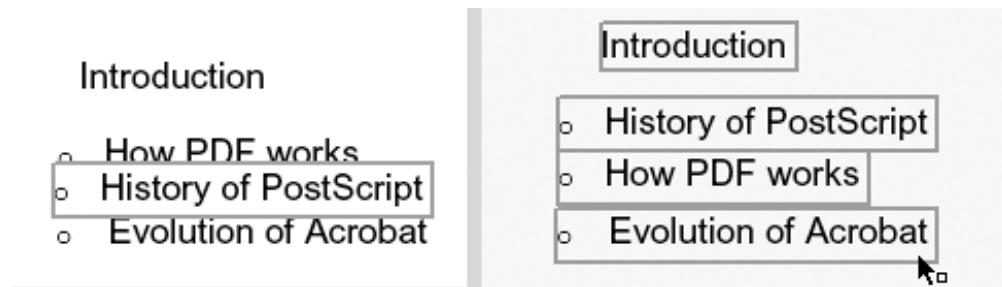 Introduction
○ How PDF works
○ History of PostScript
○ Evolution of Acrobat
Introduction
○ History of PostScript
○ How PDF works
○ Evolution of Acrobat